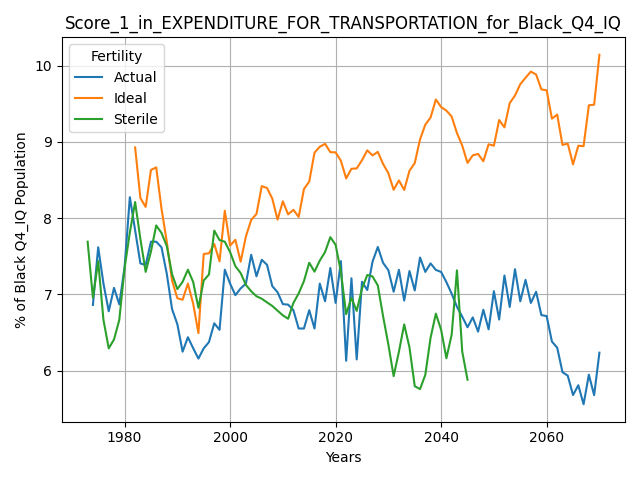 Score_1_in_EXPENDITURE_FOR_TRANSPORTATION_for_Black_Q4_IQ
Fertility
Actual
Ideal
Sterile
% of Black Q4_IQ Population
10
9
8
7
6
1980
2000
2020
2040
2060
Years